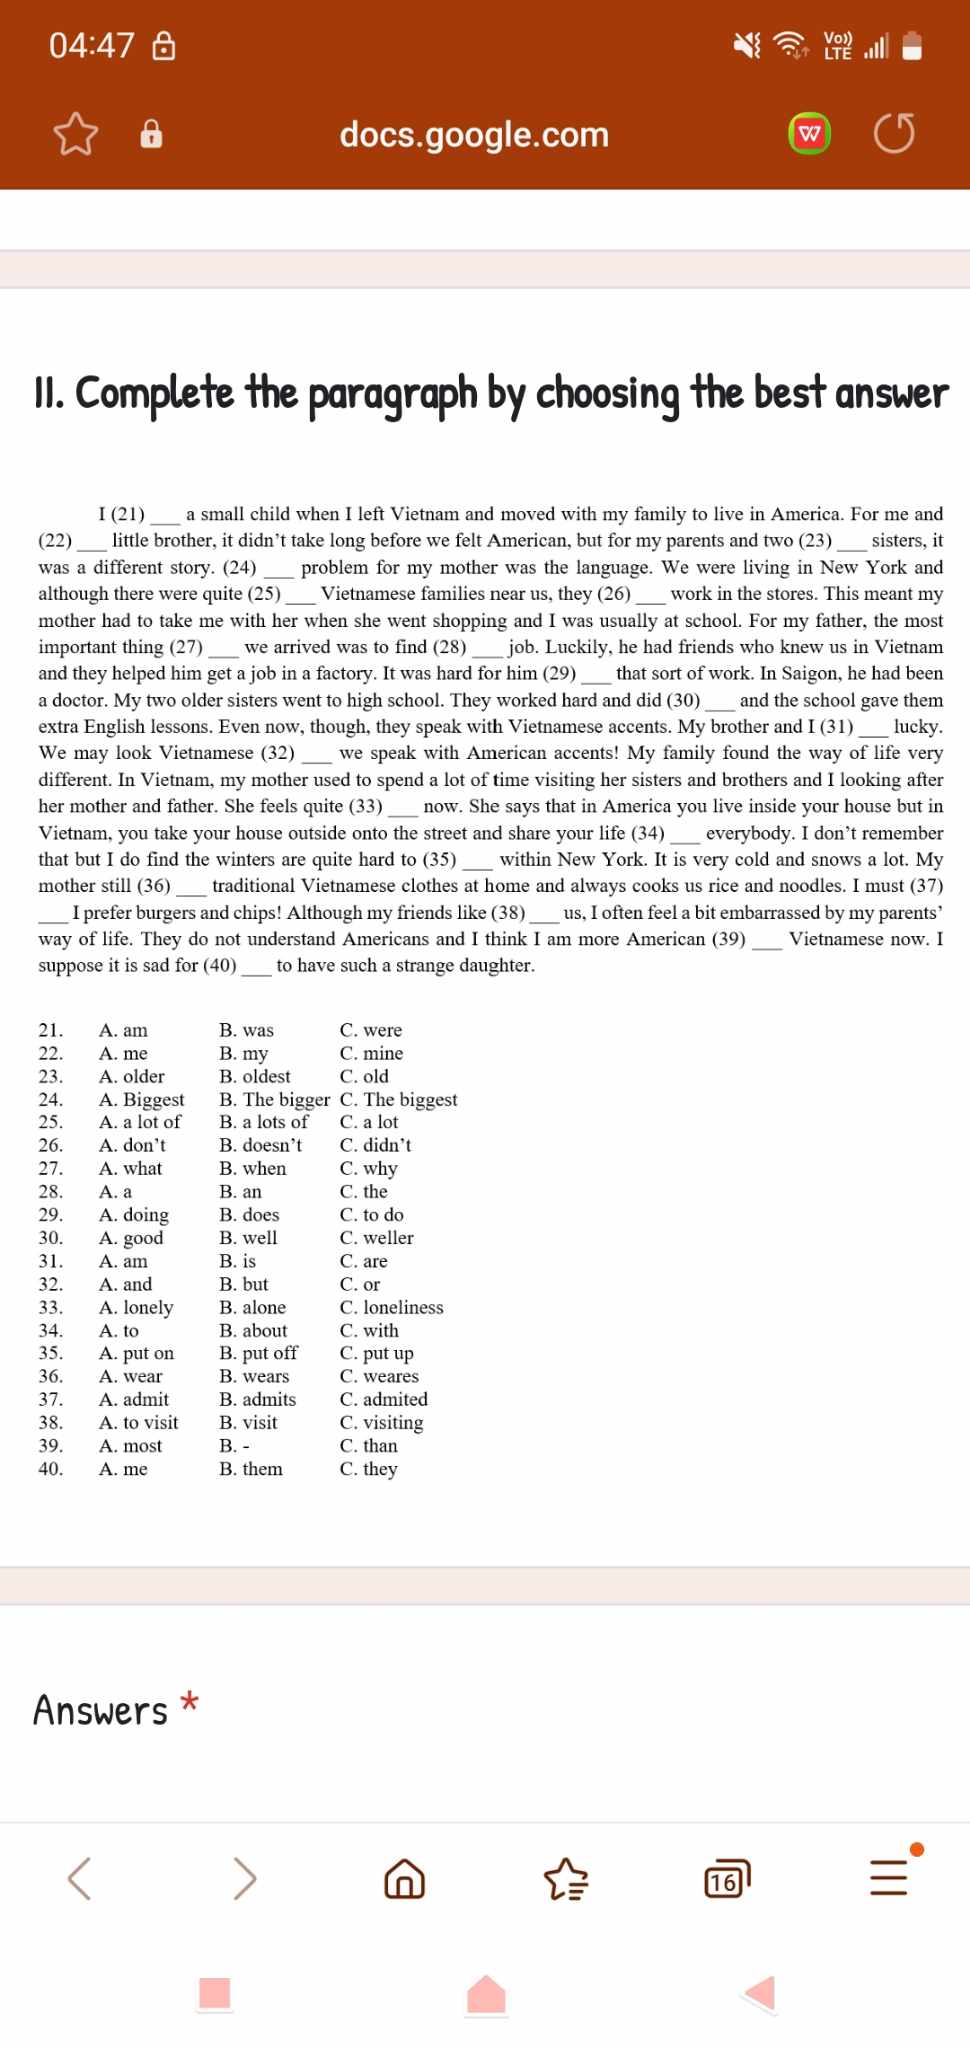 04:47
Vo)) LTE
docs.google.com
II. Complete the paragraph by choosing the best answer
I (21) ___ a small child when I left Vietnam and moved with my family to live in America. For me and
(22) ___ little brother, it didn’t take long before we felt American, but for my parents and two (23) ___ sisters, it
was a different story. (24) ___ problem for my mother was the language. We were living in New York and
although there were quite (25) ___ Vietnamese families near us, they (26) ___ work in the stores. This meant my
mother had to take me with her when she went shopping and I was usually at school. For my father, the most
important thing (27) ___ we arrived was to find (28) ___ job. Luckily, he had friends who knew us in Vietnam
and they helped him get a job in a factory. It was hard for him (29) ___ that sort of work. In Saigon, he had been
a doctor. My two older sisters went to high school. They worked hard and did (30) ___ and the school gave them
extra English lessons. Even now, though, they speak with Vietnamese accents. My brother and I (31) ___ lucky.
We may look Vietnamese (32) ___ we speak with American accents! My family found the way of life very
different. In Vietnam, my mother used to spend a lot of time visiting her sisters and brothers and I looking after
her mother and father. She feels quite (33) ___ now. She says that in America you live inside your house but in
Vietnam, you take your house outside onto the street and share your life (34) ___ everybody. I don’t remember
that but I do find the winters are quite hard to (35) ___ within New York. It is very cold and snows a lot. My
mother still (36) ___ traditional Vietnamese clothes at home and always cooks us rice and noodles. I must (37)
___ I prefer burgers and chips! Although my friends like (38) ___ us, I often feel a bit embarrassed by my parents’
way of life. They do not understand Americans and I think I am more American (39) ___ Vietnamese now. I
suppose it is sad for (40) ___ to have such a strange daughter.
21. A. am B. was C. were
22. A. me B. my C. mine
23. A. older B. oldest C. old
24. A. Biggest B. The bigger C. The biggest
25. A. a lot of B. a lots of C. a lot
26. A. don’t B. doesn’t C. didn’t
27. A. what B. when C. why
28. A. a B. an C. the
29. A. doing B. does C. to do
30. A. good B. well C. weller
31. A. am B. is C. are
32. A. and B. but C. or
33. A. lonely B. alone C. loneliness
34. A. to B. about C. with
35. A. put on B. put off C. put up
36. A. wear B. wears C. weares
37. A. admit B. admits C. admited
38. A. to visit B. visit C. visiting
39. A. most B. - C. than
40. A. me B. them C. they
Answers *
16